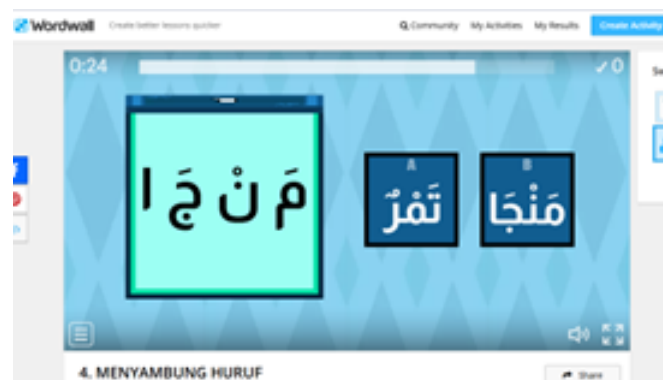 Wordwall Create better lessons quicker Community My Activities My Results Create Activity
0:24 ✓ 0
مَ نْ جَ ا
A
تَمْرٌ
B
مَنْجَا
4. MENYAMBUNG HURUF
Share